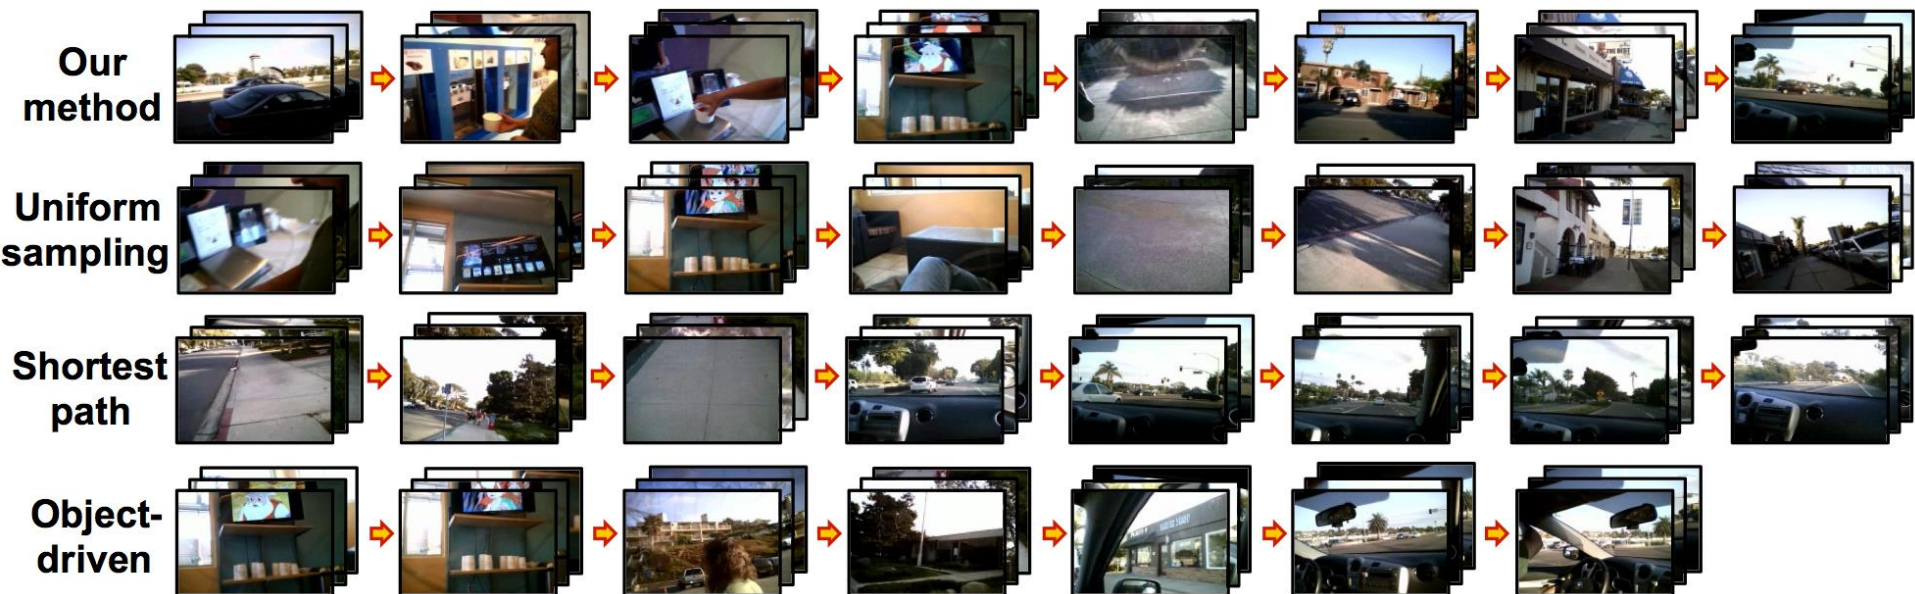 Our
method
Uniform
sampling
Shortest
path
Object-
driven